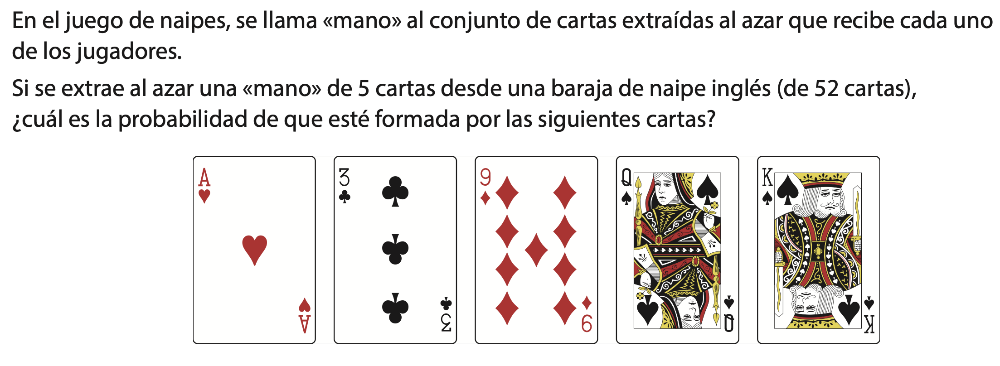 En el juego de naipes, se llama «mano» al conjunto de cartas extraídas al azar que recibe cada uno
de los jugadores.
Si se extrae al azar una «mano» de 5 cartas desde una baraja de naipe inglés (de 52 cartas),
¿cuál es la probabilidad de que esté formada por las siguientes cartas?
A 3 9 Q K
A 3 9 Q K